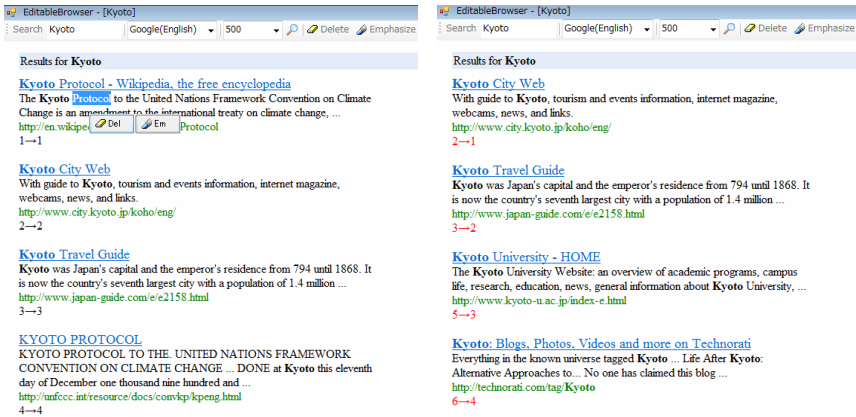 EditableBrowser - [Kyoto]
Search Kyoto Google(English) 500 Delete Emphasize
Results for Kyoto
Kyoto Protocol - Wikipedia, the free encyclopedia
The Kyoto Protocol to the United Nations Framework Convention on Climate
Change is an amendment to the international treaty on climate change, ...
http://en.wikipe Del Em Protocol
1→1
Kyoto City Web
With guide to Kyoto, tourism and events information, internet magazine,
webcams, news, and links.
http://www.city.kyoto.jp/koho/eng/
2→2
Kyoto Travel Guide
Kyoto was Japan's capital and the emperor's residence from 794 until 1868. It
is now the country's seventh largest city with a population of 1.4 million ...
http://www.japan-guide.com/e/e2158.html
3→3
KYOTO PROTOCOL
KYOTO PROTOCOL TO THE. UNITED NATIONS FRAMEWORK
CONVENTION ON CLIMATE CHANGE ... DONE at Kyoto this eleventh
day of December one thousand nine hundred and ...
http://unfccc.int/resource/docs/convkp/kpeng.html
4→4
EditableBrowser - [Kyoto]
Search Kyoto Google(English) 500 Delete Emphasize
Results for Kyoto
Kyoto City Web
With guide to Kyoto, tourism and events information, internet magazine,
webcams, news, and links.
http://www.city.kyoto.jp/koho/eng/
2→1
Kyoto Travel Guide
Kyoto was Japan's capital and the emperor's residence from 794 until 1868. It
is now the country's seventh largest city with a population of 1.4 million ...
http://www.japan-guide.com/e/e2158.html
3→2
Kyoto University - HOME
The Kyoto University Website: an overview of academic programs, campus
life, research, education, news, general information about Kyoto University, ...
http://www.kyoto-u.ac.jp/index-e.html
5→3
Kyoto: Blogs, Photos, Videos and more on Technorati
Everything in the known universe tagged Kyoto ... Life After Kyoto:
Alternative Approaches to... No one has claimed this blog ...
http://technorati.com/tag/Kyoto
6→4